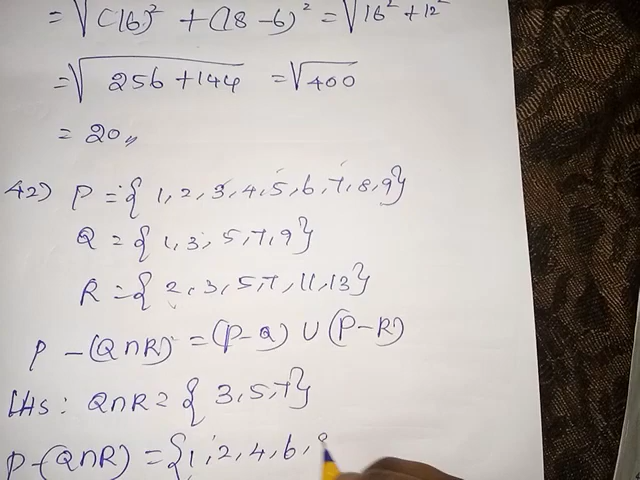 = √(16)² + (18 - 6)² = √16² + 12²
= √256 + 144 = √400
= 20,,
42) P = { 1, 2, 3, 4, 5, 6, 7, 8, 9}
Q = { 1, 3, 5, 7, 9}
R = { 2, 3, 5, 7, 11, 13}
P - (Q∩R) = (P-Q) ∪ (P-R)
LHS : Q∩R = { 3, 5, 7}
P - (Q∩R) = { 1, 2, 4, 6, 8